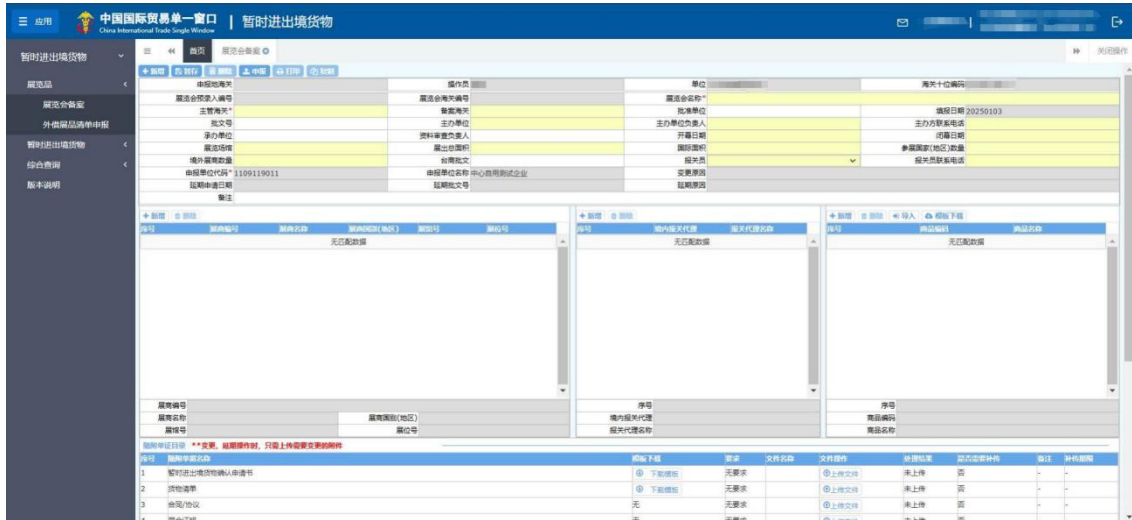 应用 中国国际贸易单一窗口 China International Trade Single Window | 暂时进出境货物
暂时进出境货物
展览品
展览会备案
外借展品清单申报
暂时进出境货物
综合查询
版本说明
首页 展览会备案 关闭操作
新增 暂存 删除 申报 打印
申报地海关 操作员 单位 海关十位编码
展览会预录入编号 展览会海关编号 展览会名称*
主管海关* 备案海关 批准单位 填报日期 20250103
批文号 主办单位 主办单位负责人 主办方联系电话
承办单位 资料审查负责人 开幕日期 闭幕日期
展览场馆 展出总面积 国际面积 参展国家(地区)数量
境外展商数量 台商批文 报关员 报关员联系电话
申报单位代码* 1109119011 申报单位名称 中心自用测试企业 变更原因
延期申请日期 延期批文号 延期原因
备注
新增 删除
序号 展商编号 展商名称 展商国别(地区) 展馆号 展位号
无匹配数据
展商编号
展商名称 展商国别(地区)
展馆号 展位号
新增 删除
序号 境内报关代理 报关代理名称
无匹配数据
序号
境内报关代理
报关代理名称
新增 删除 导入 模板下载
序号 商品编码 商品名称
无匹配数据
序号
商品编码
商品名称
随附单证目录 **变更、延期操作时，只需上传需要变更的附件
序号 随附单据名称 模板下载 要求 文件名称 文件操作 处理结果 是否需要补传 备注 补传期限
1 暂时进出境货物确认申请书 下载模板 无要求 上传文件 未上传 否 - -
2 货物清单 下载模板 无要求 上传文件 未上传 否 - -
3 合同/协议 无 无要求 上传文件 未上传 否 - -